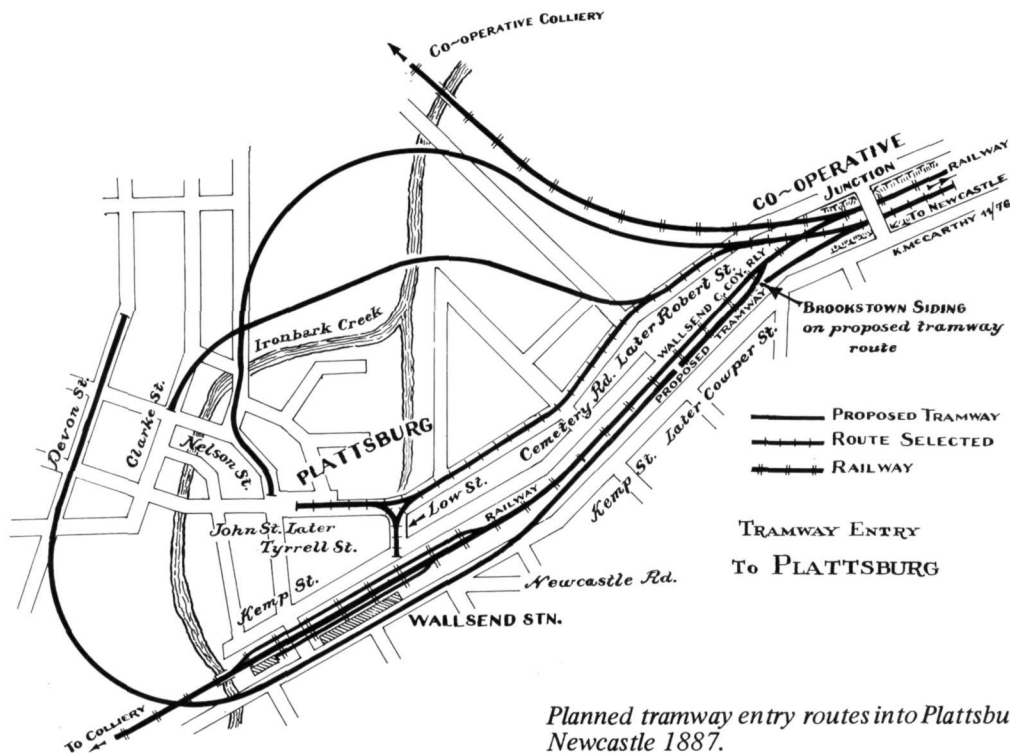 CO-OPERATIVE COLLIERY
CO-OPERATIVE
JUNCTION
RAILWAY
TO NEWCASTLE
K.MCCARTHY 11/76
BROOKSTOWN SIDING
on proposed tramway
route
WALLSEND C. COY. RLY
PROPOSED TRAMWAY
Cemetery Rd. Later Robert St.
Kemp St. Later Cowper St.
Ironbark Creek
Devon St.
Clarke St.
Nelson St.
PLATTSBURG
Low St.
RAILWAY
John St. Later
Tyrrell St.
Kemp St.
Newcastle Rd.
WALLSEND STN.
TO COLLIERY
PROPOSED TRAMWAY
ROUTE SELECTED
RAILWAY
TRAMWAY ENTRY
TO PLATTSBURG
Planned tramway entry routes into Plattsbu
Newcastle 1887.